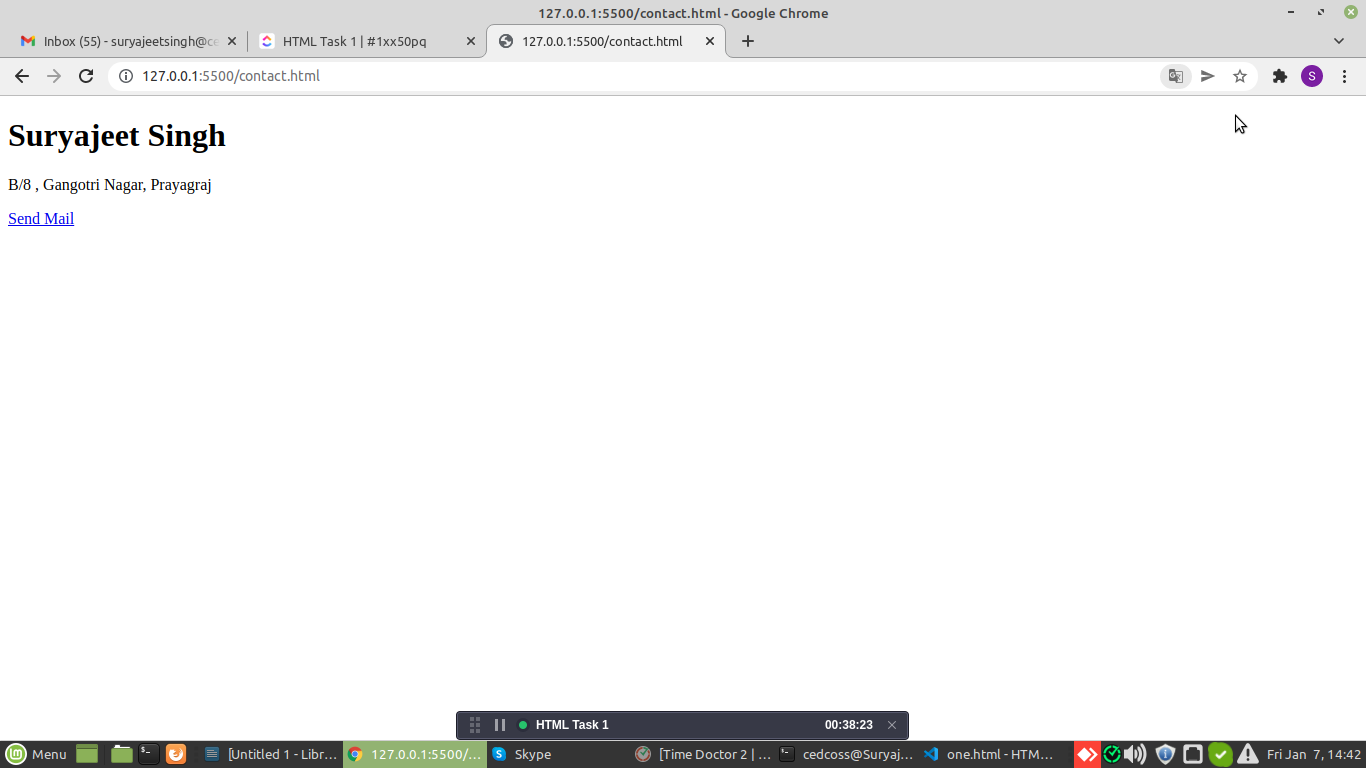 127.0.0.1:5500/contact.html - Google Chrome
Inbox (55) - suryajeetsingh@ce
HTML Task 1 | #1xx50pq
127.0.0.1:5500/contact.html
127.0.0.1:5500/contact.html
S
Suryajeet Singh
B/8 , Gangotri Nagar, Prayagraj
Send Mail
HTML Task 1
00:38:23
Menu
[Untitled 1 - Libr...
127.0.0.1:5500/...
Skype
[Time Doctor 2 | ...
cedcoss@Suryaj...
one.html - HTM...
Fri Jan 7, 14:42